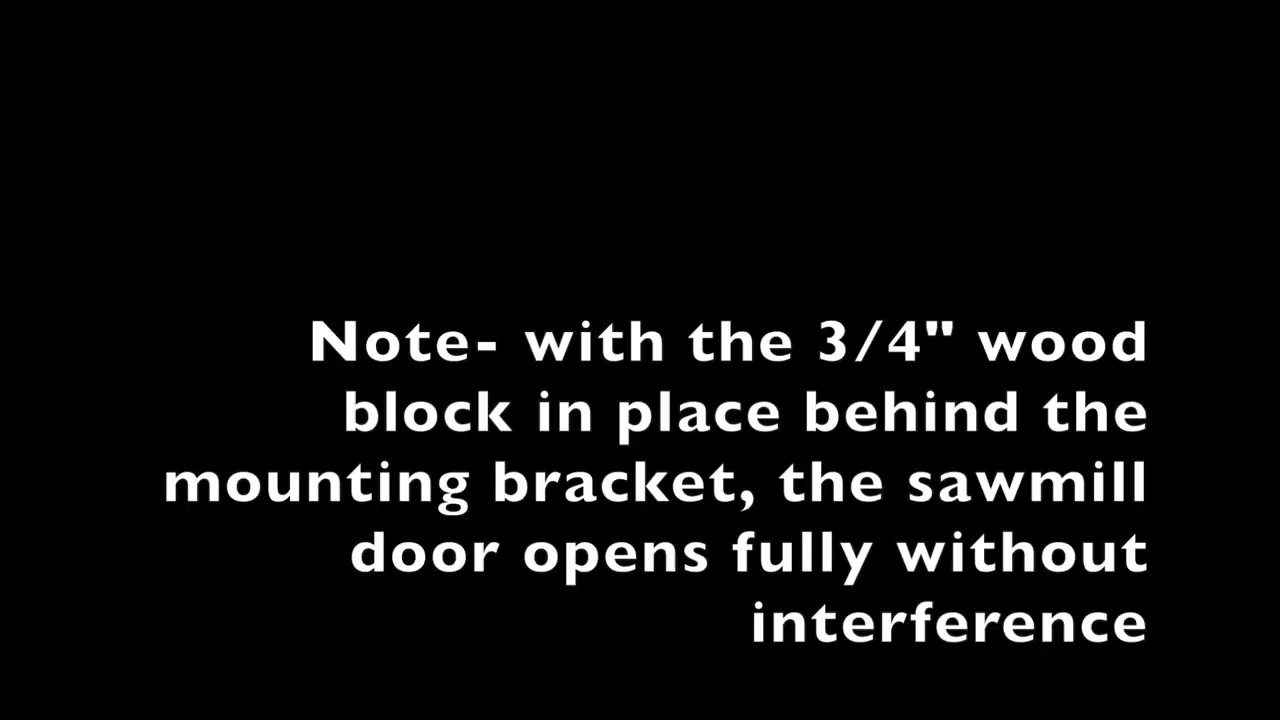 Note- with the 3/4" wood
block in place behind the
mounting bracket, the sawmill
door opens fully without
interference